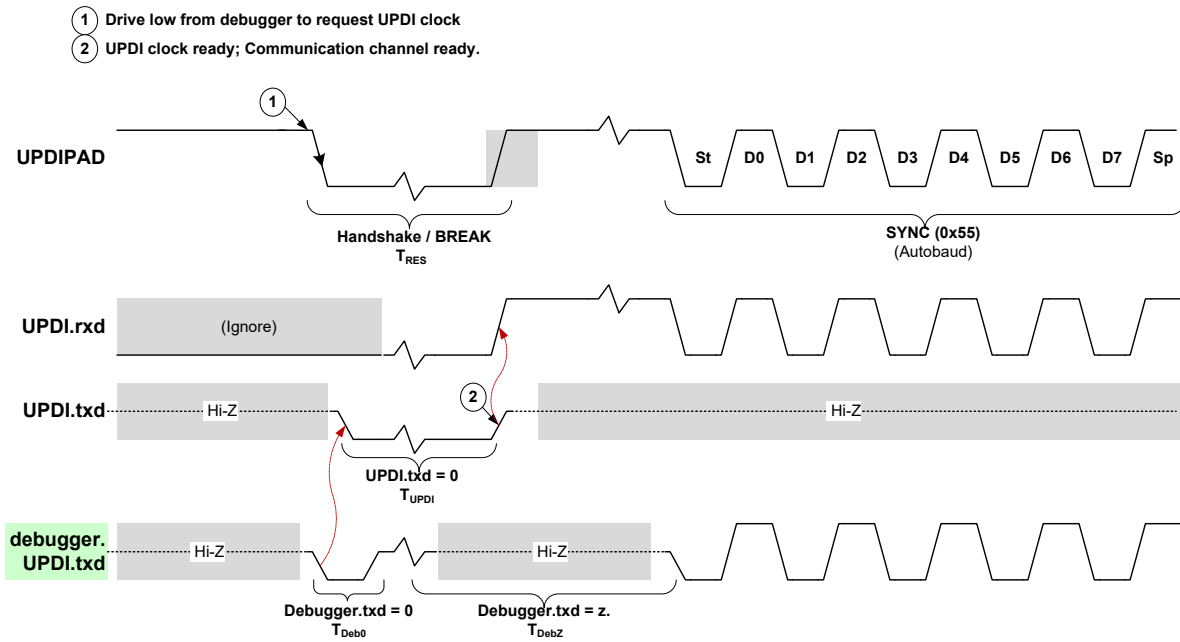 1 Drive low from debugger to request UPDI clock
2 UPDI clock ready; Communication channel ready.
1
UPDIPAD
St D0 D1 D2 D3 D4 D5 D6 D7 Sp
Handshake / BREAK
TRES
SYNC (0x55)
(Autobaud)
UPDI.rxd
(Ignore)
2
UPDI.txd
Hi-Z
Hi-Z
UPDI.txd = 0
TUPDI
debugger.
UPDI.txd
Hi-Z
Hi-Z
Debugger.txd = 0
TDeb0
Debugger.txd = z.
TDebZ